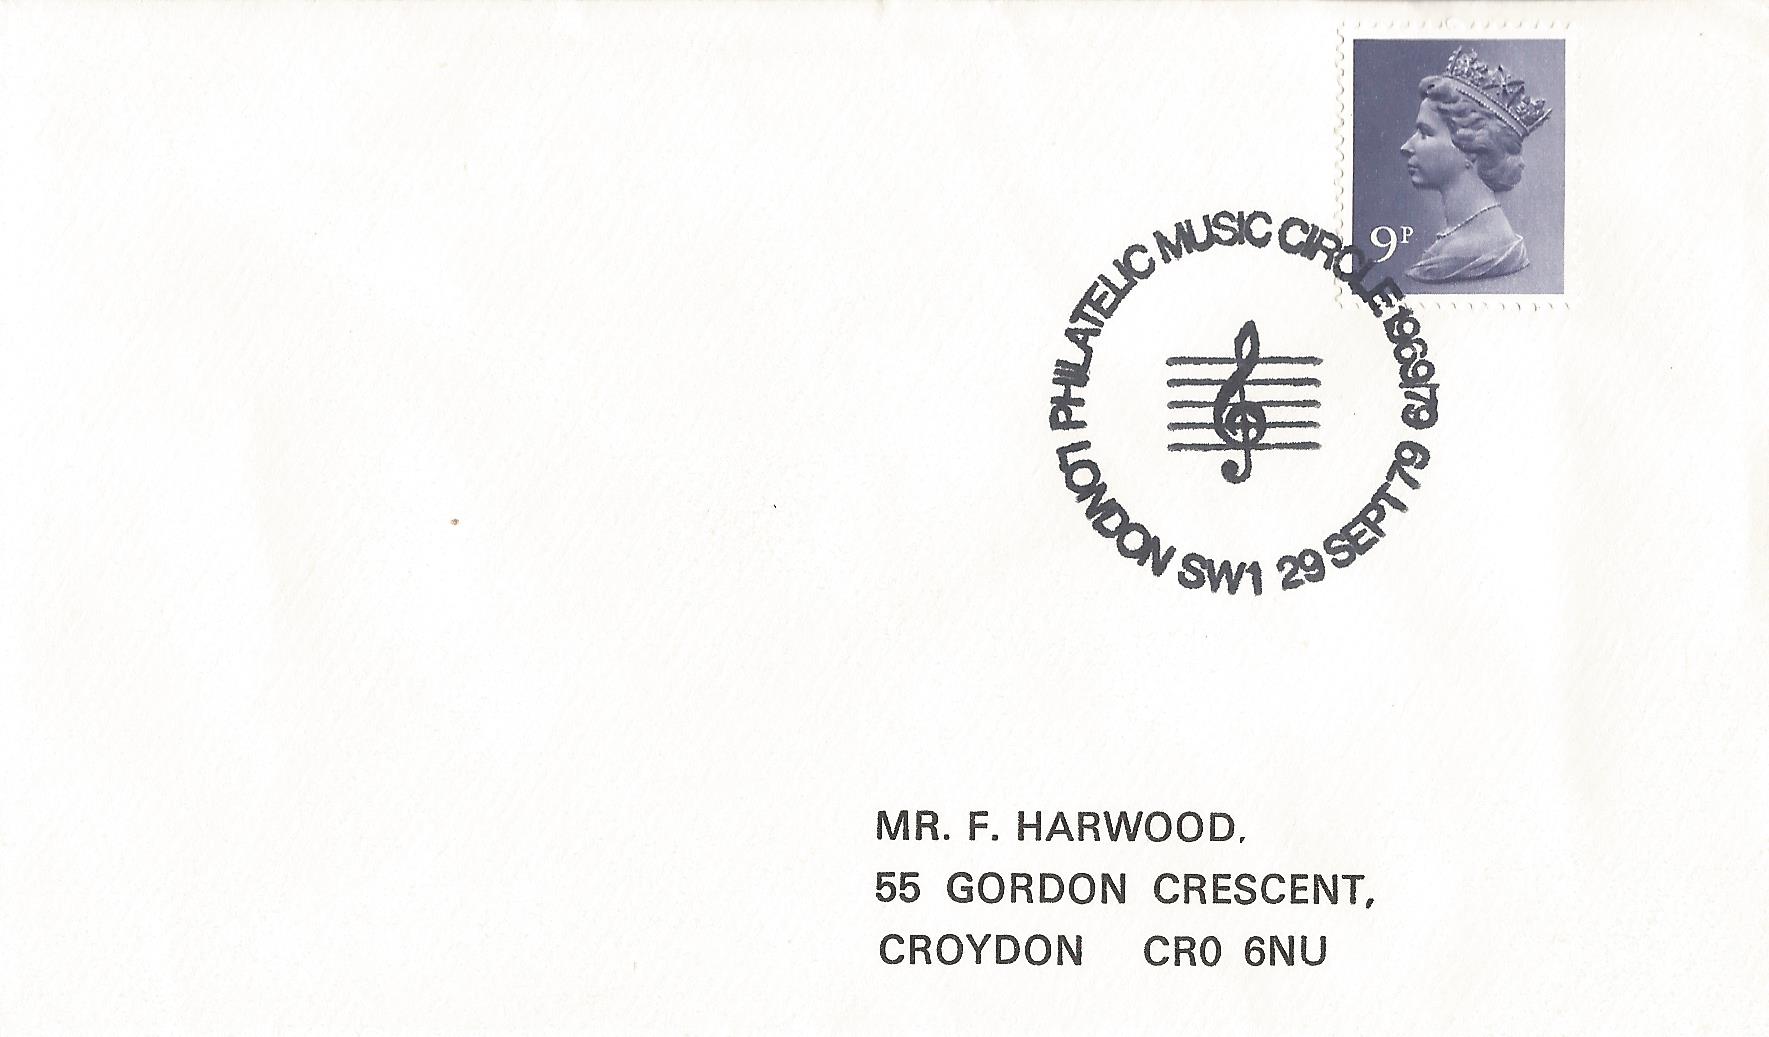 9P
PHILATELIC MUSIC CIRCLE 1969/79
LONDON SW1 29 SEPT 79
MR. F. HARWOOD,
55 GORDON CRESCENT,
CROYDON CR0 6NU